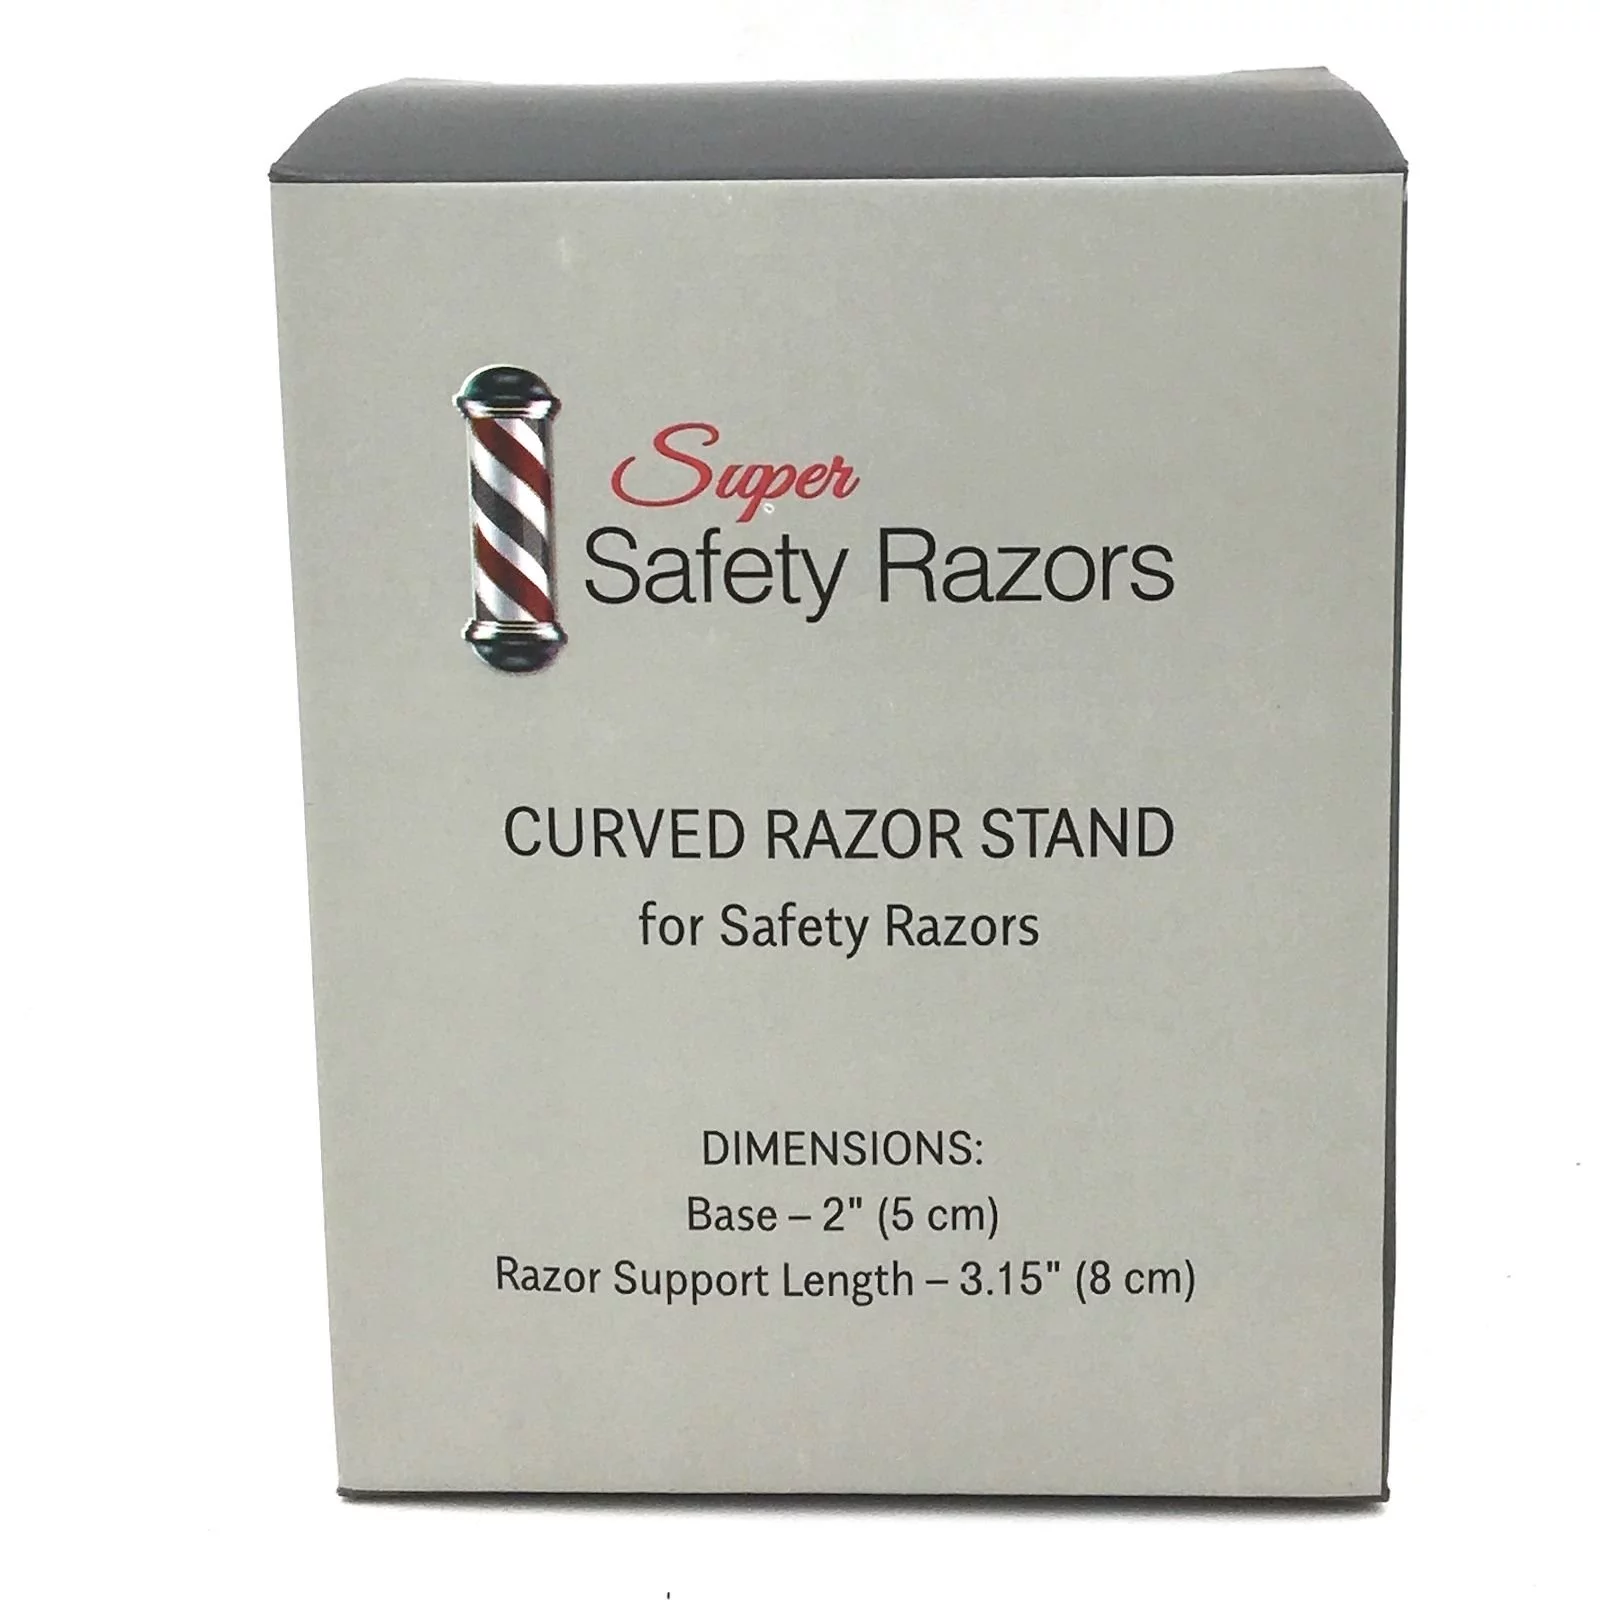 Super
Safety Razors
CURVED RAZOR STAND
for Safety Razors
DIMENSIONS:
Base – 2" (5 cm)
Razor Support Length – 3.15" (8 cm)